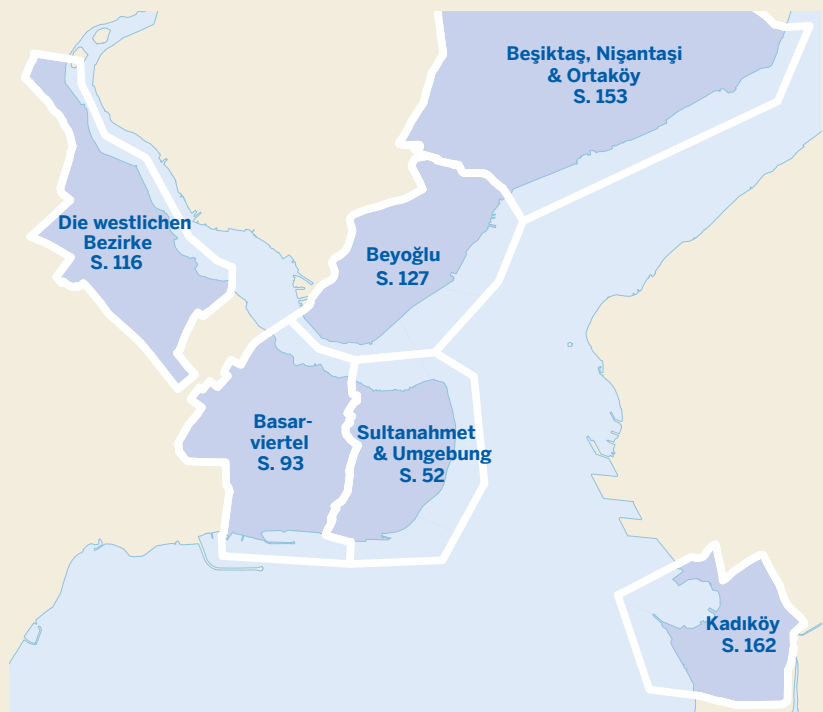 Beşiktaş, Nişantaşi
& Ortaköy
S. 153
Die westlichen
Bezirke
S. 116
Beyoğlu
S. 127
Basar-
viertel
S. 93
Sultanahmet
& Umgebung
S. 52
Kadıköy
S. 162